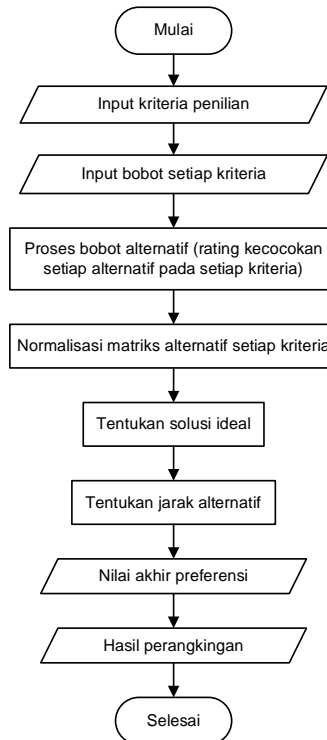 Mulai
Input kriteria penilian
Input bobot setiap kriteria
Proses bobot alternatif (rating kecocokan
setiap alternatif pada setiap kriteria)
Normalisasi matriks alternatif setiap kriteria
Tentukan solusi ideal
Tentukan jarak alternatif
Nilai akhir preferensi
Hasil perangkingan
Selesai